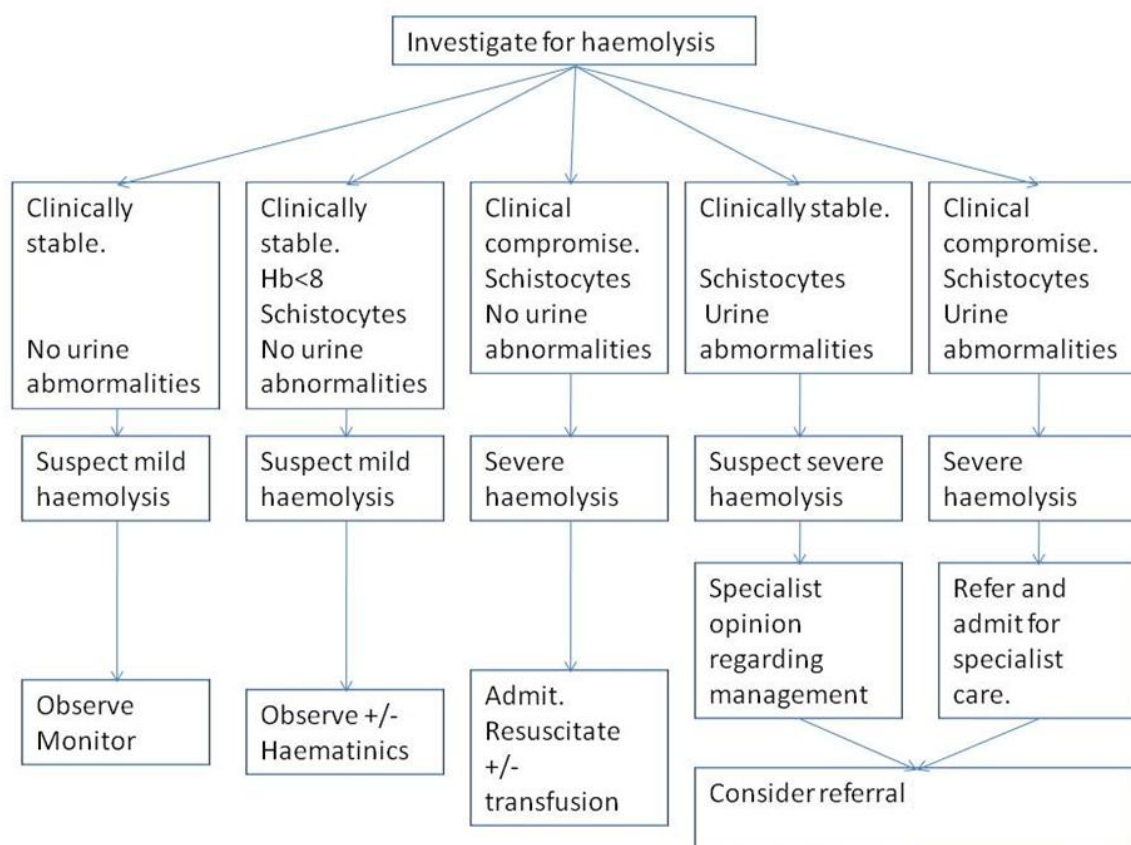 Investigate for haemolysis
Clinically
stable.
No urine
abmormalities
Clinically
stable.
Hb<8
Schistocytes
No urine
abnormalities
Clinical
compromise.
Schistocytes
No urine
abnormalities
Clinically stable.
Schistocytes
Urine
abmormalities
Clinical
compromise.
Schistocytes
Urine
abmormalities
Suspect mild
haemolysis
Suspect mild
haemolysis
Severe
haemolysis
Suspect severe
haemolysis
Severe
haemolysis
Specialist
opinion
regarding
management
Refer and
admit for
specialist
care.
Observe
Monitor
Observe +/-
Haematinics
Admit.
Resuscitate
+/-
transfusion
Consider referral